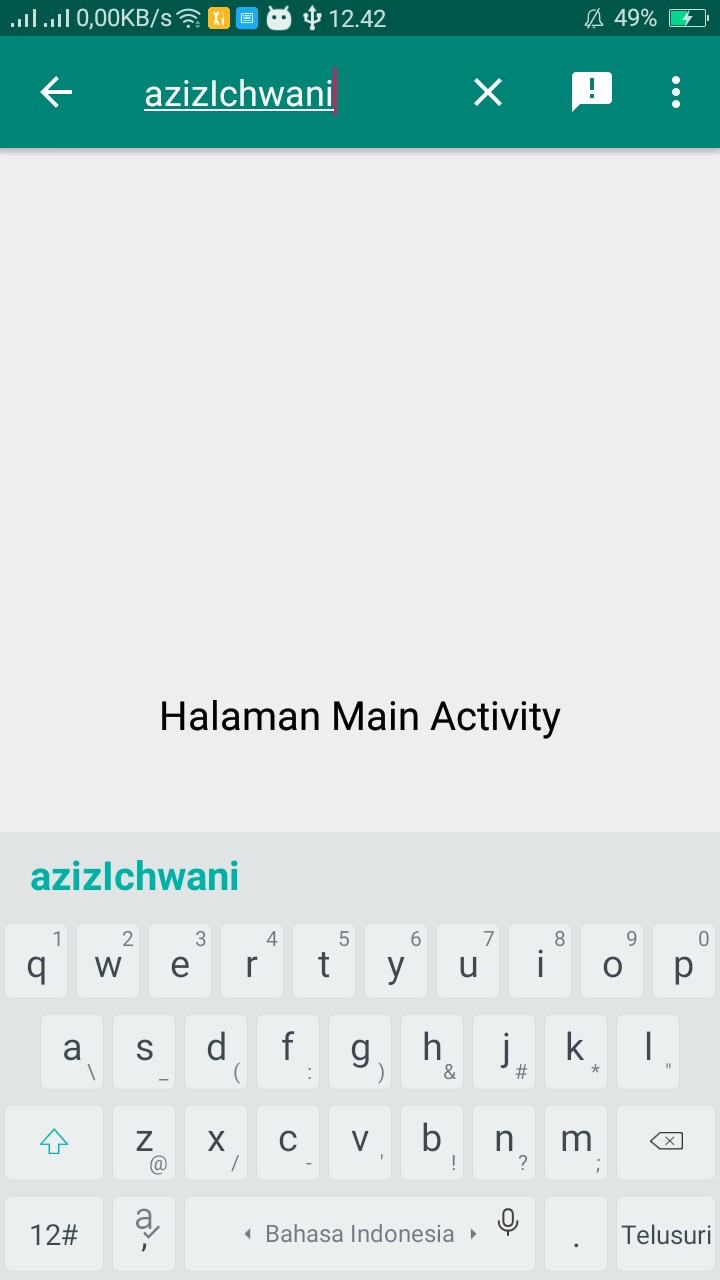 0,00KB/s 12.42 49%
azizIchwani
Halaman Main Activity
azizIchwani
1 2 3 4 5 6 7 8 9 0
q w e r t y u i o p
a s d f g h j k l
\ _ ( : ) & # * "
z x c v b n m
@ / - ' ! ? ;
12# a , Bahasa Indonesia . Telusuri